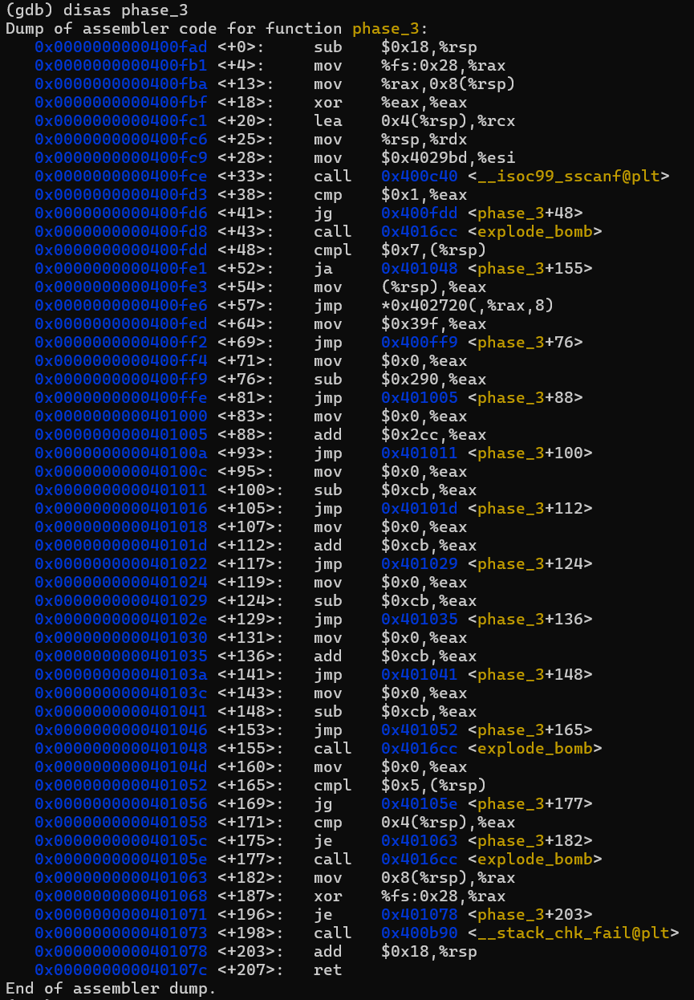 (gdb) disas phase_3
Dump of assembler code for function phase_3:
   0x0000000000400fad <+0>:     sub    $0x18,%rsp
   0x0000000000400fb1 <+4>:     mov    %fs:0x28,%rax
   0x0000000000400fba <+13>:    mov    %rax,0x8(%rsp)
   0x0000000000400fbf <+18>:    xor    %eax,%eax
   0x0000000000400fc1 <+20>:    lea    0x4(%rsp),%rcx
   0x0000000000400fc6 <+25>:    mov    %rsp,%rdx
   0x0000000000400fc9 <+28>:    mov    $0x4029bd,%esi
   0x0000000000400fce <+33>:    call   0x400c40 <__isoc99_sscanf@plt>
   0x0000000000400fd3 <+38>:    cmp    $0x1,%eax
   0x0000000000400fd6 <+41>:    jg     0x400fdd <phase_3+48>
   0x0000000000400fd8 <+43>:    call   0x4016cc <explode_bomb>
   0x0000000000400fdd <+48>:    cmpl   $0x7,(%rsp)
   0x0000000000400fe1 <+52>:    ja     0x401048 <phase_3+155>
   0x0000000000400fe3 <+54>:    mov    (%rsp),%eax
   0x0000000000400fe6 <+57>:    jmp    *0x402720(,%rax,8)
   0x0000000000400fed <+64>:    mov    $0x39f,%eax
   0x0000000000400ff2 <+69>:    jmp    0x400ff9 <phase_3+76>
   0x0000000000400ff4 <+71>:    mov    $0x0,%eax
   0x0000000000400ff9 <+76>:    sub    $0x290,%eax
   0x0000000000400ffe <+81>:    jmp    0x401005 <phase_3+88>
   0x0000000000401000 <+83>:    mov    $0x0,%eax
   0x0000000000401005 <+88>:    add    $0x2cc,%eax
   0x000000000040100a <+93>:    jmp    0x401011 <phase_3+100>
   0x000000000040100c <+95>:    mov    $0x0,%eax
   0x0000000000401011 <+100>:   sub    $0xcb,%eax
   0x0000000000401016 <+105>:   jmp    0x40101d <phase_3+112>
   0x0000000000401018 <+107>:   mov    $0x0,%eax
   0x000000000040101d <+112>:   add    $0xcb,%eax
   0x0000000000401022 <+117>:   jmp    0x401029 <phase_3+124>
   0x0000000000401024 <+119>:   mov    $0x0,%eax
   0x0000000000401029 <+124>:   sub    $0xcb,%eax
   0x000000000040102e <+129>:   jmp    0x401035 <phase_3+136>
   0x0000000000401030 <+131>:   mov    $0x0,%eax
   0x0000000000401035 <+136>:   add    $0xcb,%eax
   0x000000000040103a <+141>:   jmp    0x401041 <phase_3+148>
   0x000000000040103c <+143>:   mov    $0x0,%eax
   0x0000000000401041 <+148>:   sub    $0xcb,%eax
   0x0000000000401046 <+153>:   jmp    0x401052 <phase_3+165>
   0x0000000000401048 <+155>:   call   0x4016cc <explode_bomb>
   0x000000000040104d <+160>:   mov    $0x0,%eax
   0x0000000000401052 <+165>:   cmpl   $0x5,(%rsp)
   0x0000000000401056 <+169>:   jg     0x40105e <phase_3+177>
   0x0000000000401058 <+171>:   cmp    0x4(%rsp),%eax
   0x000000000040105c <+175>:   je     0x401063 <phase_3+182>
   0x000000000040105e <+177>:   call   0x4016cc <explode_bomb>
   0x0000000000401063 <+182>:   mov    0x8(%rsp),%rax
   0x0000000000401068 <+187>:   xor    %fs:0x28,%rax
   0x0000000000401071 <+196>:   je     0x401078 <phase_3+203>
   0x0000000000401073 <+198>:   call   0x400b90 <__stack_chk_fail@plt>
   0x0000000000401078 <+203>:   add    $0x18,%rsp
   0x000000000040107c <+207>:   ret
End of assembler dump.